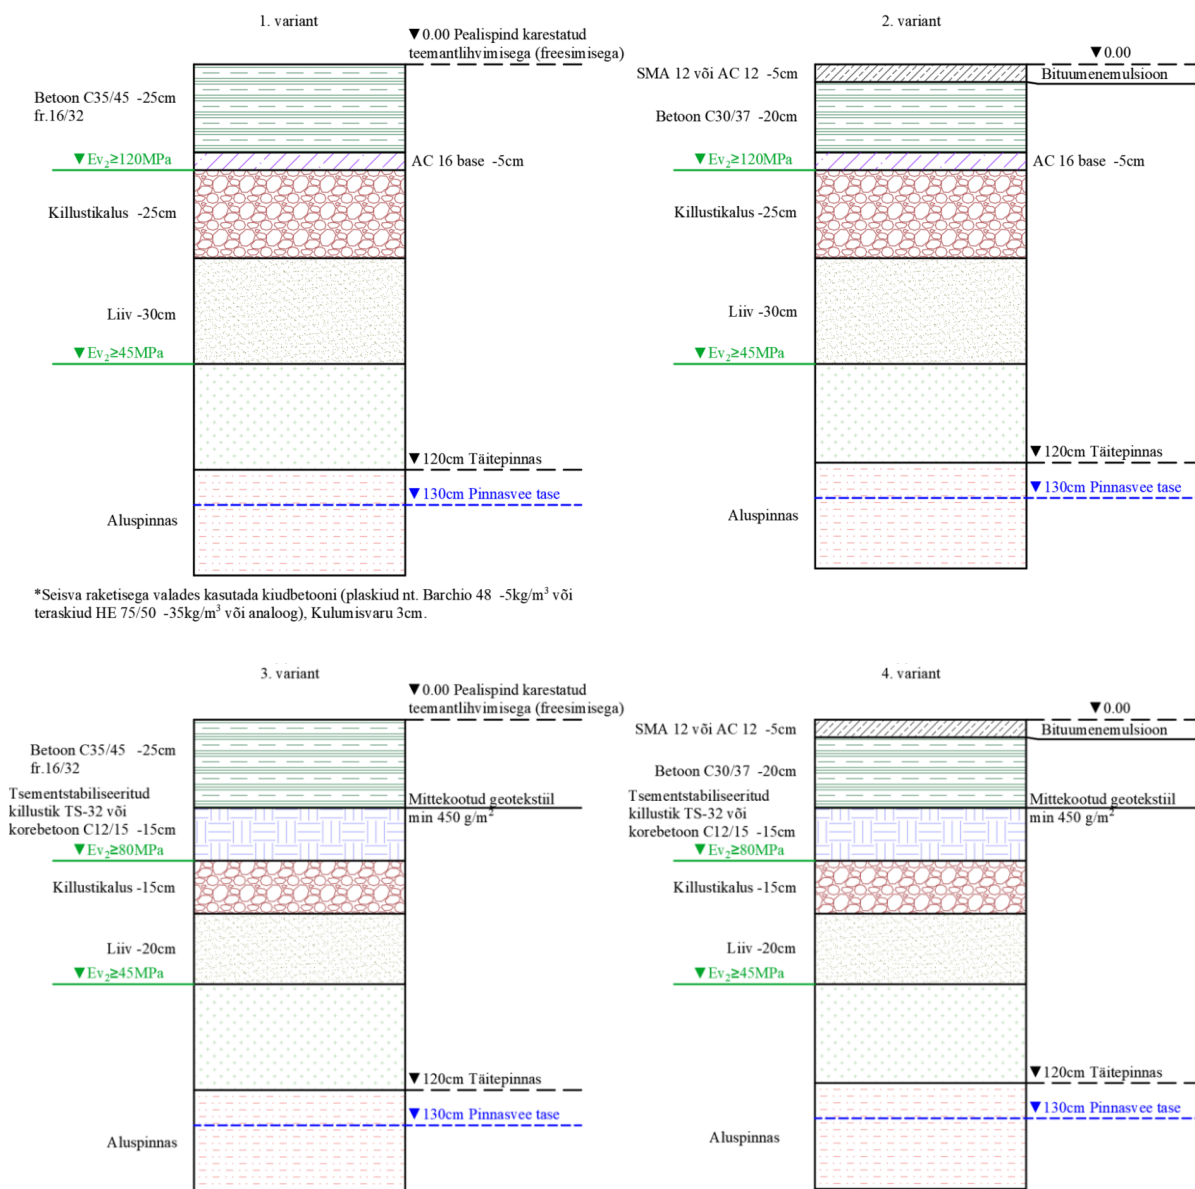 1. variant
▼0.00 Pealispind karestatud
teemantlihvimisega (freesimisega)
Betoon C35/45 -25cm
fr.16/32
▼Ev₂≥120MPa
AC 16 base -5cm
Killustikalus -25cm
Liiv -30cm
▼Ev₂≥45MPa
▼120cm Täitepinnas
▼130cm Pinnasvee tase
Aluspinnas
*Seisva raketisega valades kasutada kiudbetooni (plaskiud nt. Barchio 48 -5kg/m³ või
teraskiud HE 75/50 -35kg/m³ või analoog), Kulumisvaru 3cm.
2. variant
▼0.00
SMA 12 või AC 12 -5cm
Bituumenemulsioon
Betoon C30/37 -20cm
▼Ev₂≥120MPa
AC 16 base -5cm
Killustikalus -25cm
Liiv -30cm
▼Ev₂≥45MPa
▼120cm Täitepinnas
▼130cm Pinnasvee tase
Aluspinnas
3. variant
▼0.00 Pealispind karestatud
teemantlihvimisega (freesimisega)
Betoon C35/45 -25cm
fr.16/32
Tsementstabiliseeritud
killustik TS-32 või
korebetoon C12/15 -15cm
Mittekootud geotekstiil
min 450 g/m²
▼Ev₂≥80MPa
Killustikalus -15cm
Liiv -20cm
▼Ev₂≥45MPa
▼120cm Täitepinnas
▼130cm Pinnasvee tase
Aluspinnas
4. variant
▼0.00
SMA 12 või AC 12 -5cm
Bituumenemulsioon
Betoon C30/37 -20cm
Tsementstabiliseeritud
killustik TS-32 või
korebetoon C12/15 -15cm
Mittekootud geotekstiil
min 450 g/m²
▼Ev₂≥80MPa
Killustikalus -15cm
Liiv -20cm
▼Ev₂≥45MPa
▼120cm Täitepinnas
▼130cm Pinnasvee tase
Aluspinnas